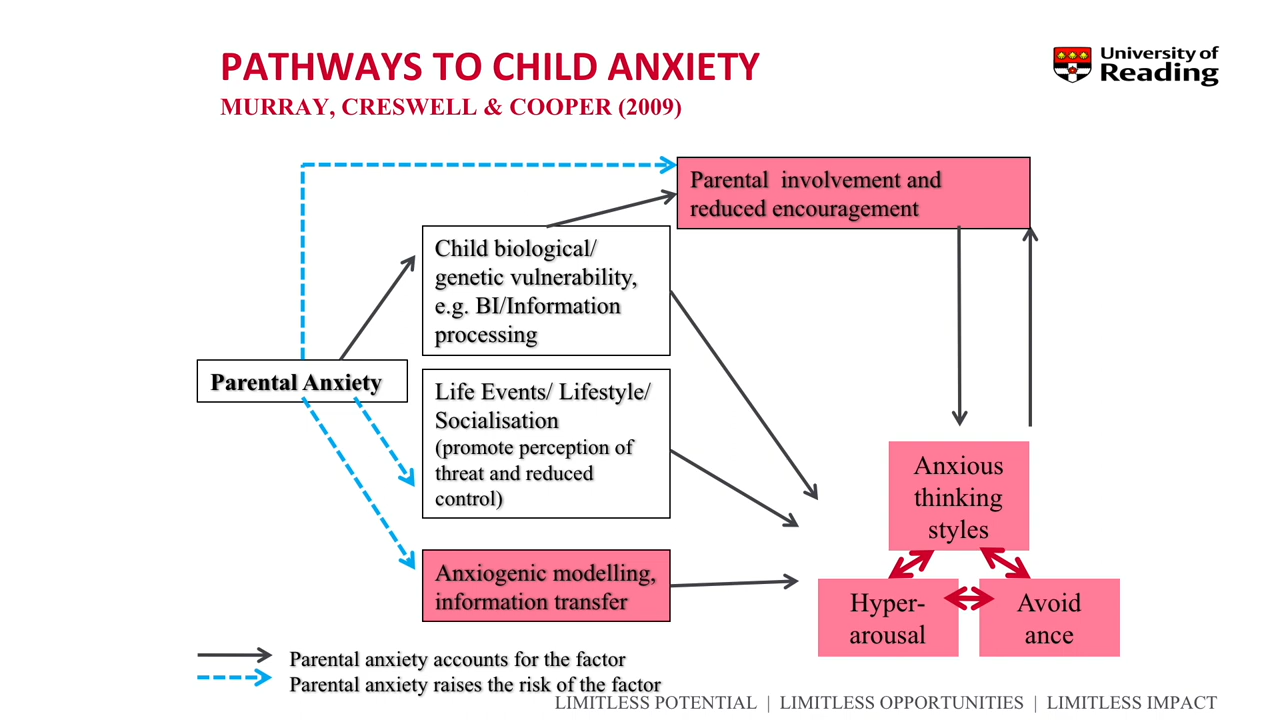 PATHWAYS TO CHILD ANXIETY
MURRAY, CRESWELL & COOPER (2009)
University of
Reading
Parental involvement and
reduced encouragement
Child biological/
genetic vulnerability,
e.g. BI/Information
processing
Parental Anxiety
Life Events/ Lifestyle/
Socialisation
(promote perception of
threat and reduced
control)
Anxious
thinking
styles
Anxiogenic modelling,
information transfer
Hyper-
arousal
Avoid
ance
Parental anxiety accounts for the factor
Parental anxiety raises the risk of the factor
LIMITLESS POTENTIAL | LIMITLESS OPPORTUNITIES | LIMITLESS IMPACT